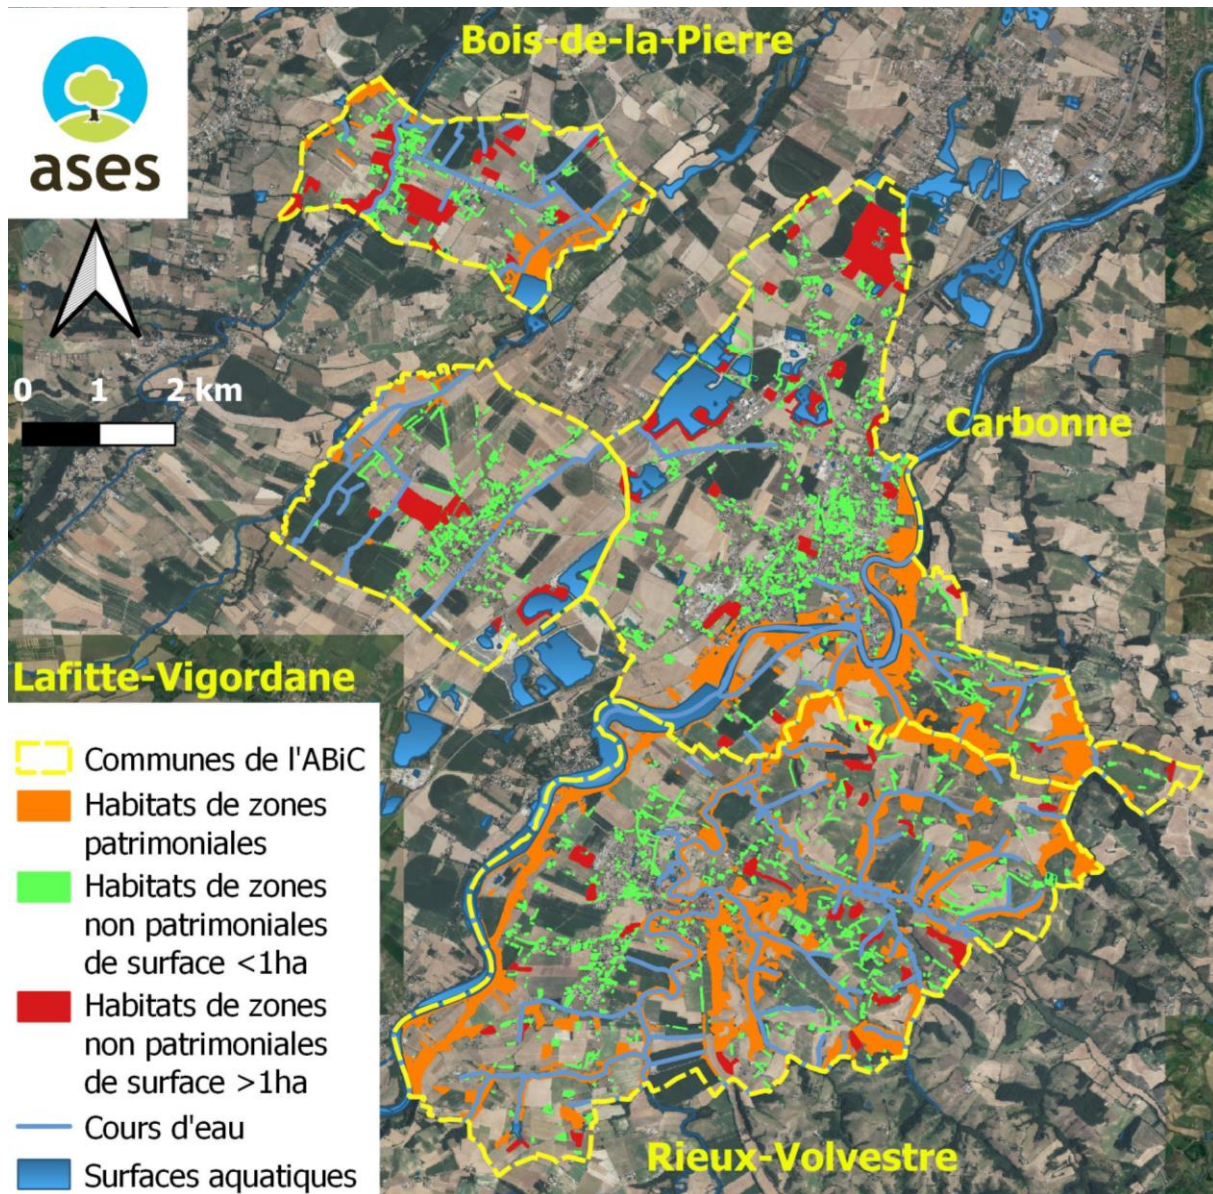 Bois-de-la-Pierre
ases
0 1 2 km
Carbonne
Lafitte-Vigordane
Communes de l'ABiC
Habitats de zones
patrimoniales
Habitats de zones
non patrimoniales
de surface <1ha
Habitats de zones
non patrimoniales
de surface >1ha
Cours d'eau
Surfaces aquatiques
Rieux-Volvestre